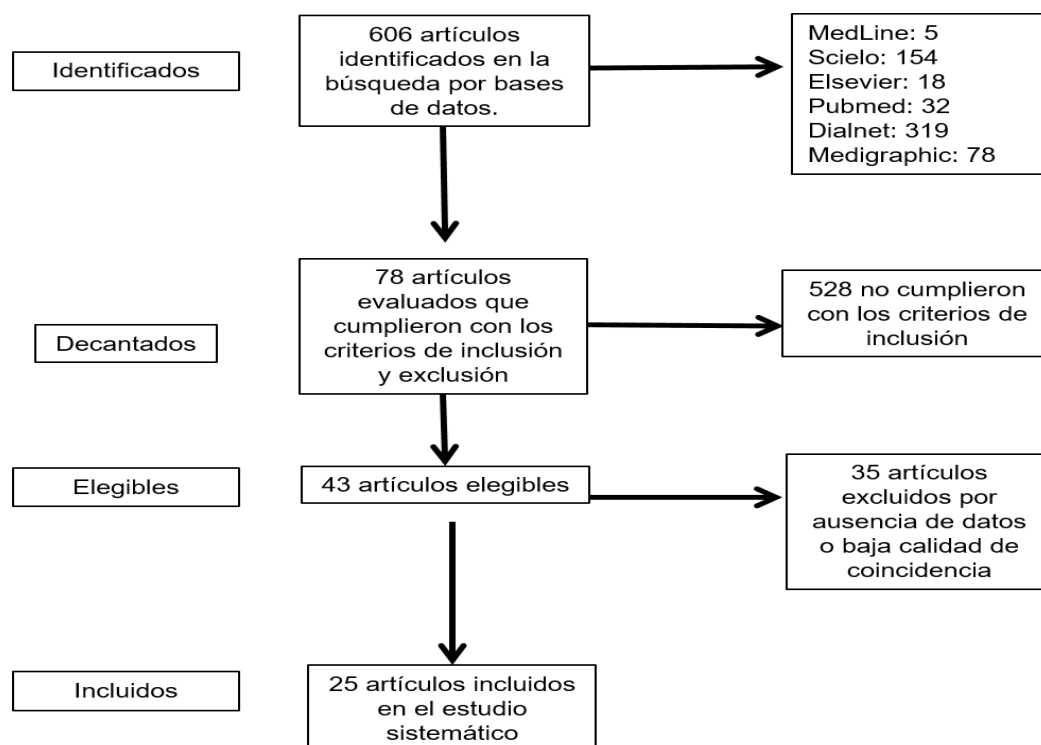 Identificados
606 artículos
identificados en la
búsqueda por bases
de datos.
MedLine: 5
Scielo: 154
Elsevier: 18
Pubmed: 32
Dialnet: 319
Medigraphic: 78
Decantados
78 artículos
evaluados que
cumplieron con los
criterios de inclusión
y exclusión
528 no cumplieron
con los criterios de
inclusión
Elegibles
43 artículos elegibles
35 artículos
excluidos por
ausencia de datos
o baja calidad de
coincidencia
Incluidos
25 artículos incluidos
en el estudio
sistemático